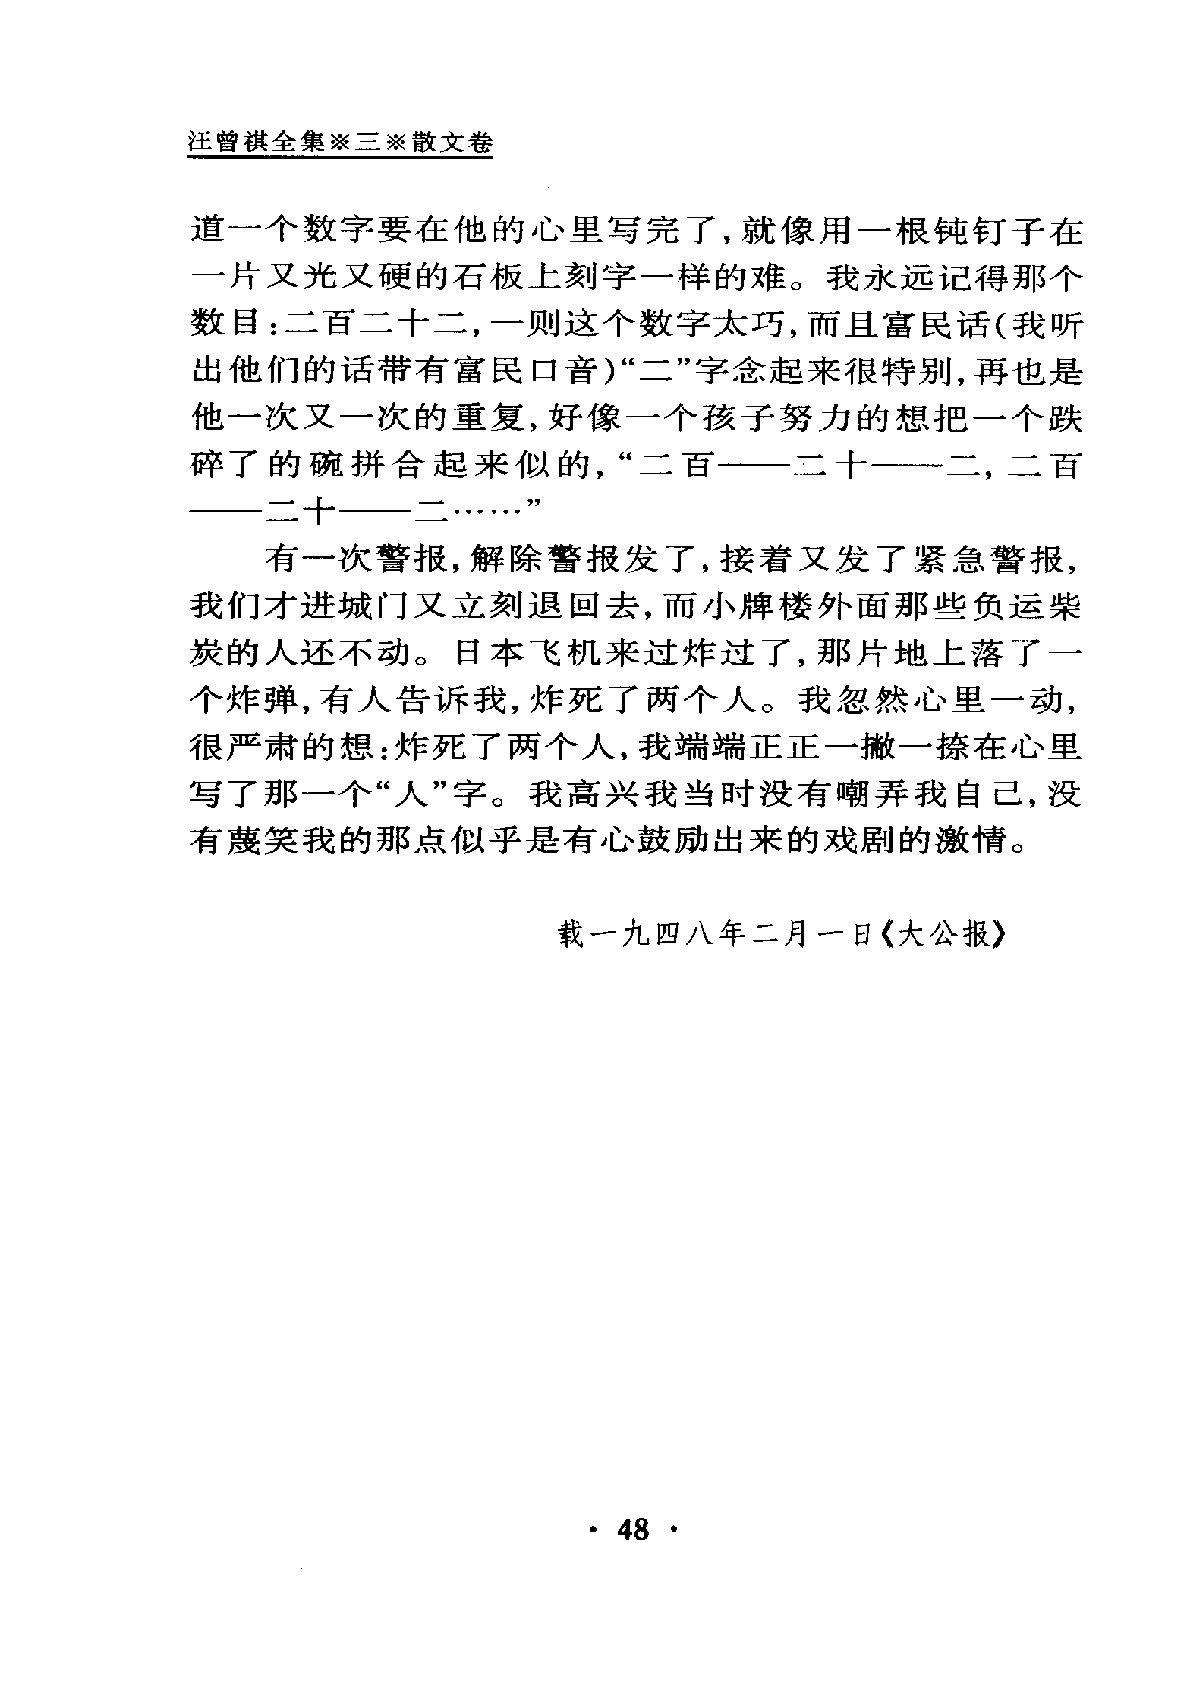 汪曾祺全集※三※散文卷
道一个数字要在他的心里写完了,就像用一根钝钉子在
一片又光又硬的石板上刻字一样的难。我永远记得那个
数目:二百二十二,一则这个数字太巧,而且富民话(我听
出他们的话带有富民口音)“二”字念起来很特别,再也是
他一次又一次的重复,好像一个孩子努力的想把一个跌
碎了的碗拼合起来似的,“二百——二十——二,二百
——二十——二……”
有一次警报,解除警报发了,接着又发了紧急警报,
我们才进城门又立刻退回去,而小牌楼外面那些负运柴
炭的人还不动。日本飞机来过炸过了,那片地上落了一
个炸弹,有人告诉我,炸死了两个人。我忽然心里一动,
很严肃的想:炸死了两个人,我端端正正一撇一捺在心里
写了那一个“人”字。我高兴我当时没有嘲弄我自己,没
有蔑笑我的那点似乎是有心鼓励出来的戏剧的激情。
载一九四八年二月一日《大公报》
· 48 ·